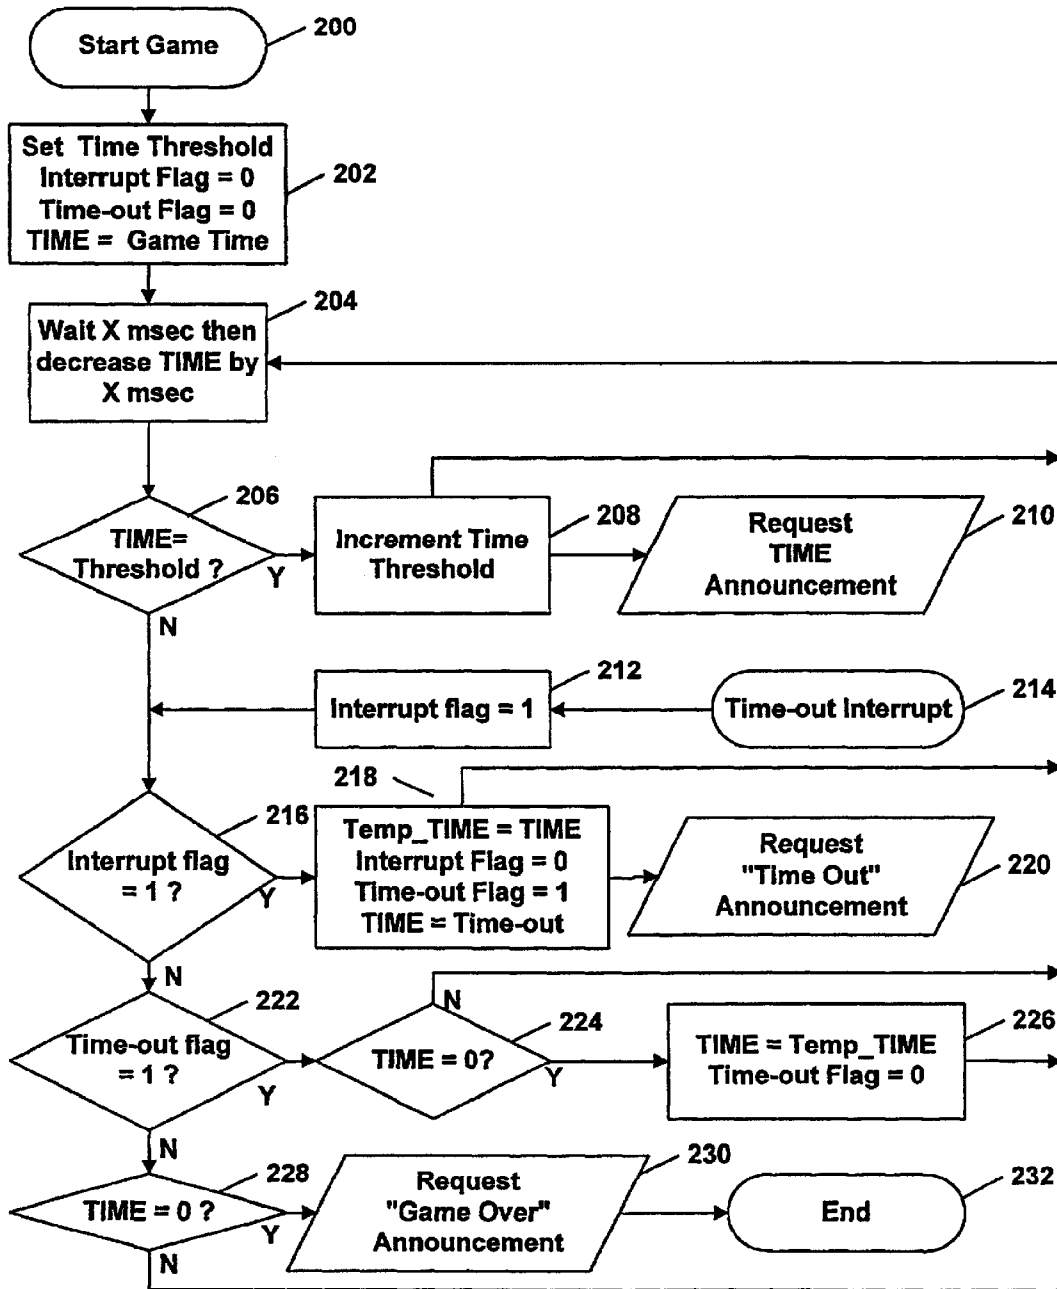 Start Game
200
Set Time Threshold
Interrupt Flag = 0
Time-out Flag = 0
TIME = Game Time
202
Wait X msec then
decrease TIME by
X msec
204
TIME=
Threshold ?
206
Y
N
Increment Time
Threshold
208
Request
TIME
Announcement
210
Interrupt flag = 1
212
Time-out Interrupt
214
Interrupt flag
= 1 ?
216
Y
N
218
Temp_TIME = TIME
Interrupt Flag = 0
Time-out Flag = 1
TIME = Time-out
Request
"Time Out"
Announcement
220
Time-out flag
= 1 ?
222
Y
N
TIME = 0?
224
N
Y
TIME = Temp_TIME
Time-out Flag = 0
226
TIME = 0 ?
228
Y
N
Request
"Game Over"
Announcement
230
End
232